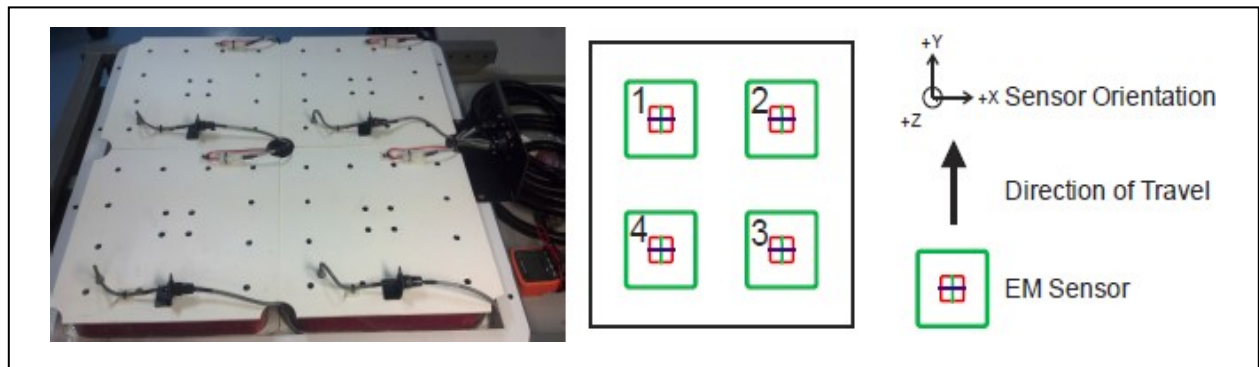 1
2
4
3
+Y
+X Sensor Orientation
+Z
Direction of Travel
EM Sensor